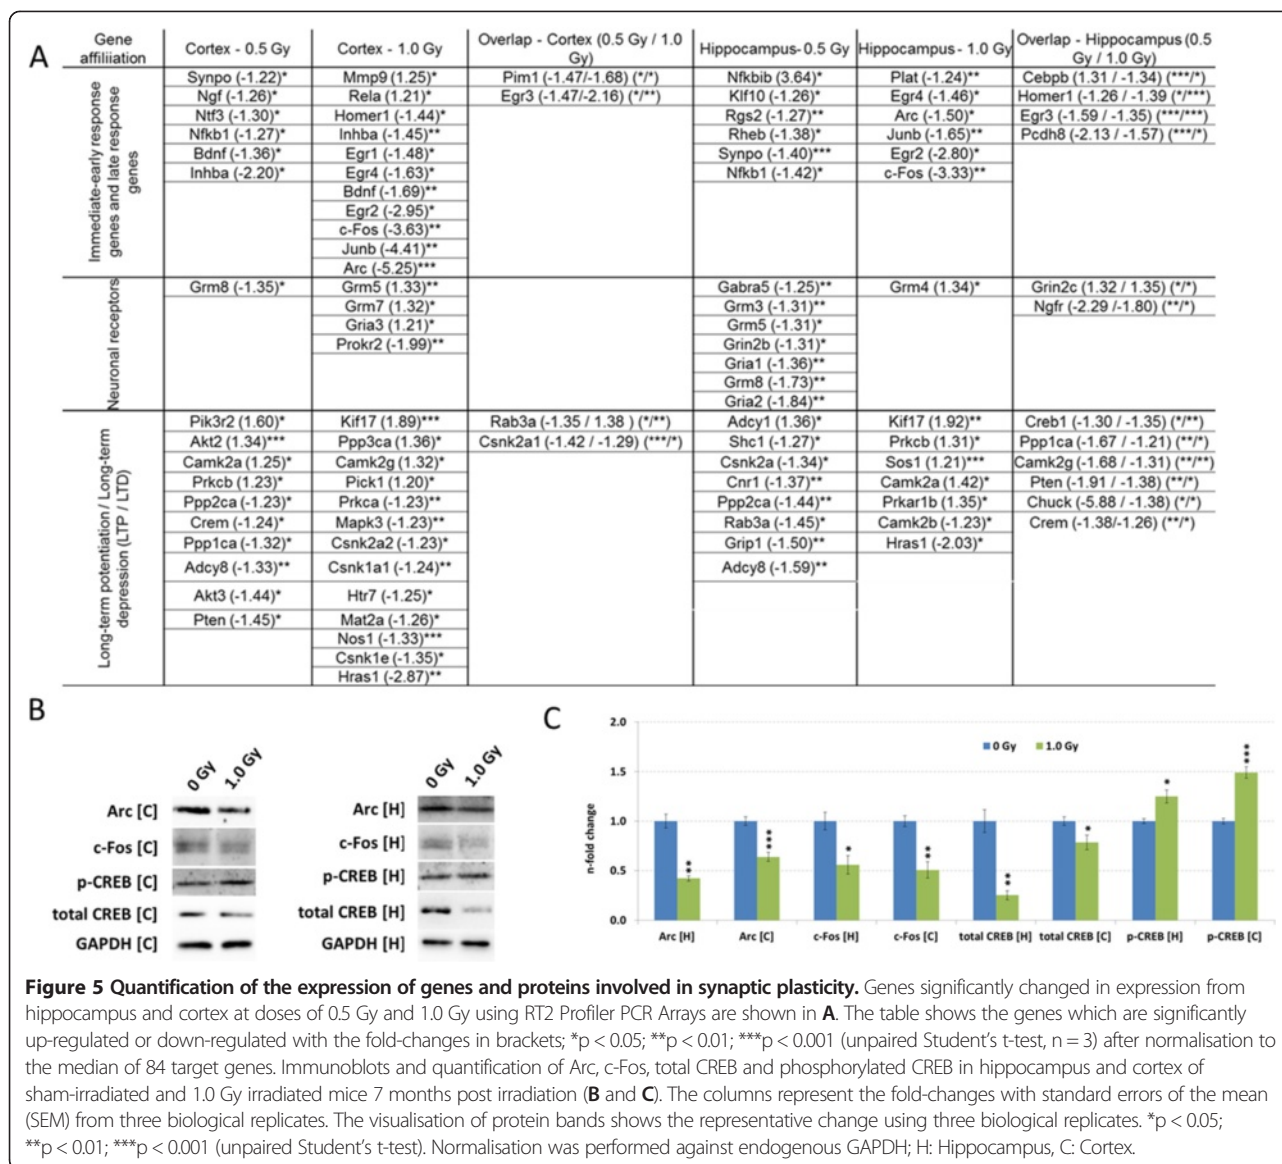 A
Gene affiliiation | Cortex - 0.5 Gy | Cortex - 1.0 Gy | Overlap - Cortex (0.5 Gy / 1.0 Gy) | Hippocampus- 0.5 Gy | Hippocampus - 1.0 Gy | Overlap - Hippocampus (0.5 Gy / 1.0 Gy)
Immediate-early response genes and late response genes
Synpo (-1.22)* | Mmp9 (1.25)* | Pim1 (-1.47/-1.68) (*/*) | Nfkbib (3.64)* | Plat (-1.24)** | Cebpb (1.31 / -1.34) (***/*)
Ngf (-1.26)* | Rela (1.21)* | Egr3 (-1.47/-2.16) (*/**) | Klf10 (-1.26)* | Egr4 (-1.46)* | Homer1 (-1.26 / -1.39 (*/***)
Ntf3 (-1.30)* | Homer1 (-1.44)* | Rgs2 (-1.27)** | Arc (-1.50)* | Egr3 (-1.59 / -1.35) (***/***)
Nfkb1 (-1.27)* | Inhba (-1.45)** | Rheb (-1.38)* | Junb (-1.65)** | Pcdh8 (-2.13 / -1.57) (***/*)
Bdnf (-1.36)* | Egr1 (-1.48)* | Synpo (-1.40)*** | Egr2 (-2.80)*
Inhba (-2.20)* | Egr4 (-1.63)* | Nfkb1 (-1.42)* | c-Fos (-3.33)**
Bdnf (-1.69)**
Egr2 (-2.95)*
c-Fos (-3.63)**
Junb (-4.41)**
Arc (-5.25)***
Neuronal receptors
Grm8 (-1.35)* | Grm5 (1.33)** | Gabra5 (-1.25)** | Grm4 (1.34)* | Grin2c (1.32 / 1.35) (*/*)
Grm7 (1.32)* | Grm3 (-1.31)** | Ngfr (-2.29 /-1.80) (**/*)
Gria3 (1.21)* | Grm5 (-1.31)*
Prokr2 (-1.99)** | Grin2b (-1.31)*
Gria1 (-1.36)**
Grm8 (-1.73)**
Gria2 (-1.84)**
Long-term potentiation / Long-term depression (LTP / LTD)
Pik3r2 (1.60)* | Kif17 (1.89)*** | Rab3a (-1.35 / 1.38 ) (*/**) | Adcy1 (1.36)* | Kif17 (1.92)** | Creb1 (-1.30 / -1.35) (*/**)
Akt2 (1.34)*** | Ppp3ca (1.36)* | Csnk2a1 (-1.42 / -1.29) (***/*) | Shc1 (-1.27)* | Prkcb (1.31)* | Ppp1ca (-1.67 / -1.21) (**/*)
Camk2a (1.25)* | Camk2g (1.32)* | Csnk2a (-1.34)* | Sos1 (1.21)*** | Camk2g (-1.68 / -1.31) (**/**)
Prkcb (1.23)* | Pick1 (1.20)* | Cnr1 (-1.37)** | Camk2a (1.42)* | Pten (-1.91 / -1.38) (**/*)
Ppp2ca (-1.23)* | Prkca (-1.23)** | Ppp2ca (-1.44)** | Prkar1b (1.35)* | Chuck (-5.88 / -1.38) (*/*)
Crem (-1.24)* | Mapk3 (-1.23)** | Rab3a (-1.45)* | Camk2b (-1.23)* | Crem (-1.38/-1.26) (**/*)
Ppp1ca (-1.32)* | Csnk2a2 (-1.23)* | Grip1 (-1.50)** | Hras1 (-2.03)*
Adcy8 (-1.33)** | Csnk1a1 (-1.24)** | Adcy8 (-1.59)**
Akt3 (-1.44)* | Htr7 (-1.25)*
Pten (-1.45)* | Mat2a (-1.26)*
Nos1 (-1.33)***
Csnk1e (-1.35)*
Hras1 (-2.87)**
B
0 Gy 1.0 Gy
Arc [C]
c-Fos [C]
p-CREB [C]
total CREB [C]
GAPDH [C]
0 Gy 1.0 Gy
Arc [H]
c-Fos [H]
p-CREB [H]
total CREB [H]
GAPDH [H]
C
n-fold change
2.0
1.5
1.0
0.5
0.0
0 Gy 1.0 Gy
** *** * ** ** * * ***
Arc [H] Arc [C] c-Fos [H] c-Fos [C] total CREB [H] total CREB [C] p-CREB [H] p-CREB [C]
Figure 5 Quantification of the expression of genes and proteins involved in synaptic plasticity. Genes significantly changed in expression from
hippocampus and cortex at doses of 0.5 Gy and 1.0 Gy using RT2 Profiler PCR Arrays are shown in A. The table shows the genes which are significantly
up-regulated or down-regulated with the fold-changes in brackets; *p < 0.05; **p < 0.01; ***p < 0.001 (unpaired Student's t-test, n = 3) after normalisation to
the median of 84 target genes. Immunoblots and quantification of Arc, c-Fos, total CREB and phosphorylated CREB in hippocampus and cortex of
sham-irradiated and 1.0 Gy irradiated mice 7 months post irradiation (B and C). The columns represent the fold-changes with standard errors of the mean
(SEM) from three biological replicates. The visualisation of protein bands shows the representative change using three biological replicates. *p < 0.05;
**p < 0.01; ***p < 0.001 (unpaired Student's t-test). Normalisation was performed against endogenous GAPDH; H: Hippocampus, C: Cortex.